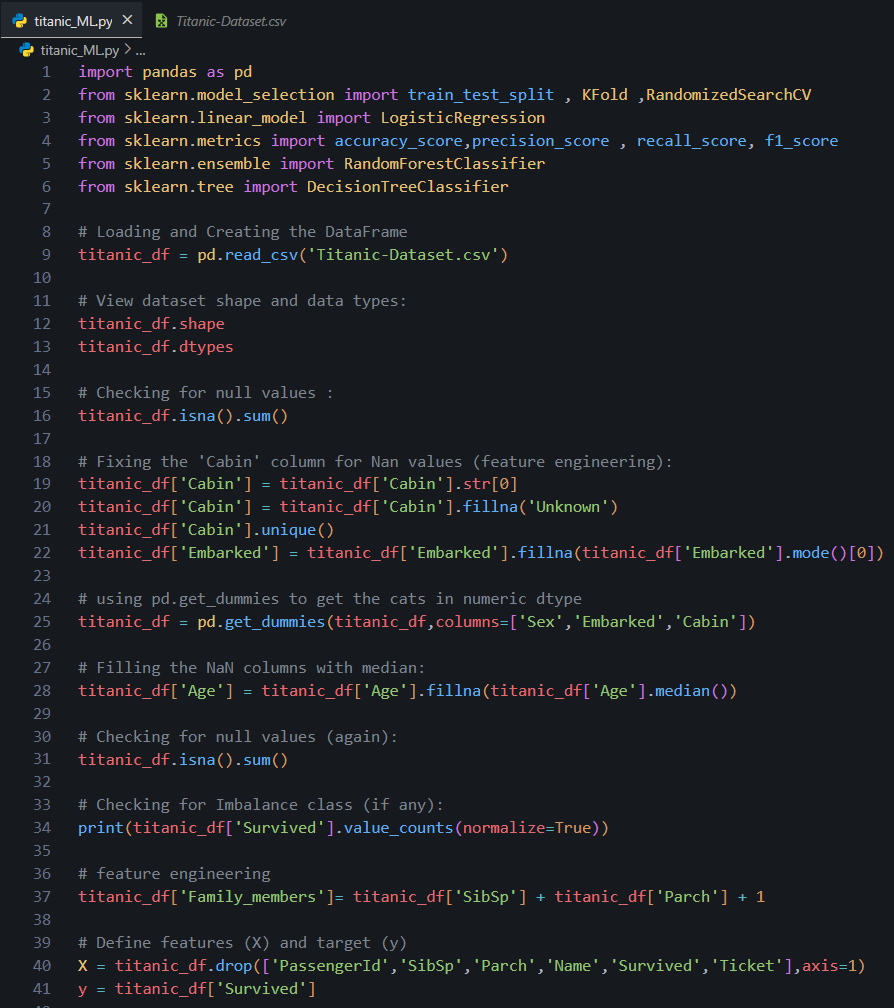 titanic_ML.py ×
Titanic-Dataset.csv
titanic_ML.py > ...
1 import pandas as pd
2 from sklearn.model_selection import train_test_split , KFold ,RandomizedSearchCV
3 from sklearn.linear_model import LogisticRegression
4 from sklearn.metrics import accuracy_score,precision_score , recall_score, f1_score
5 from sklearn.ensemble import RandomForestClassifier
6 from sklearn.tree import DecisionTreeClassifier
7
8 # Loading and Creating the DataFrame
9 titanic_df = pd.read_csv('Titanic-Dataset.csv')
10
11 # View dataset shape and data types:
12 titanic_df.shape
13 titanic_df.dtypes
14
15 # Checking for null values :
16 titanic_df.isna().sum()
17
18 # Fixing the 'Cabin' column for Nan values (feature engineering):
19 titanic_df['Cabin'] = titanic_df['Cabin'].str[0]
20 titanic_df['Cabin'] = titanic_df['Cabin'].fillna('Unknown')
21 titanic_df['Cabin'].unique()
22 titanic_df['Embarked'] = titanic_df['Embarked'].fillna(titanic_df['Embarked'].mode()[0])
23
24 # using pd.get_dummies to get the cats in numeric dtype
25 titanic_df = pd.get_dummies(titanic_df,columns=['Sex','Embarked','Cabin'])
26
27 # Filling the NaN columns with median:
28 titanic_df['Age'] = titanic_df['Age'].fillna(titanic_df['Age'].median())
29
30 # Checking for null values (again):
31 titanic_df.isna().sum()
32
33 # Checking for Imbalance class (if any):
34 print(titanic_df['Survived'].value_counts(normalize=True))
35
36 # feature engineering
37 titanic_df['Family_members']= titanic_df['SibSp'] + titanic_df['Parch'] + 1
38
39 # Define features (X) and target (y)
40 X = titanic_df.drop(['PassengerId','SibSp','Parch','Name','Survived','Ticket'],axis=1)
41 y = titanic_df['Survived']